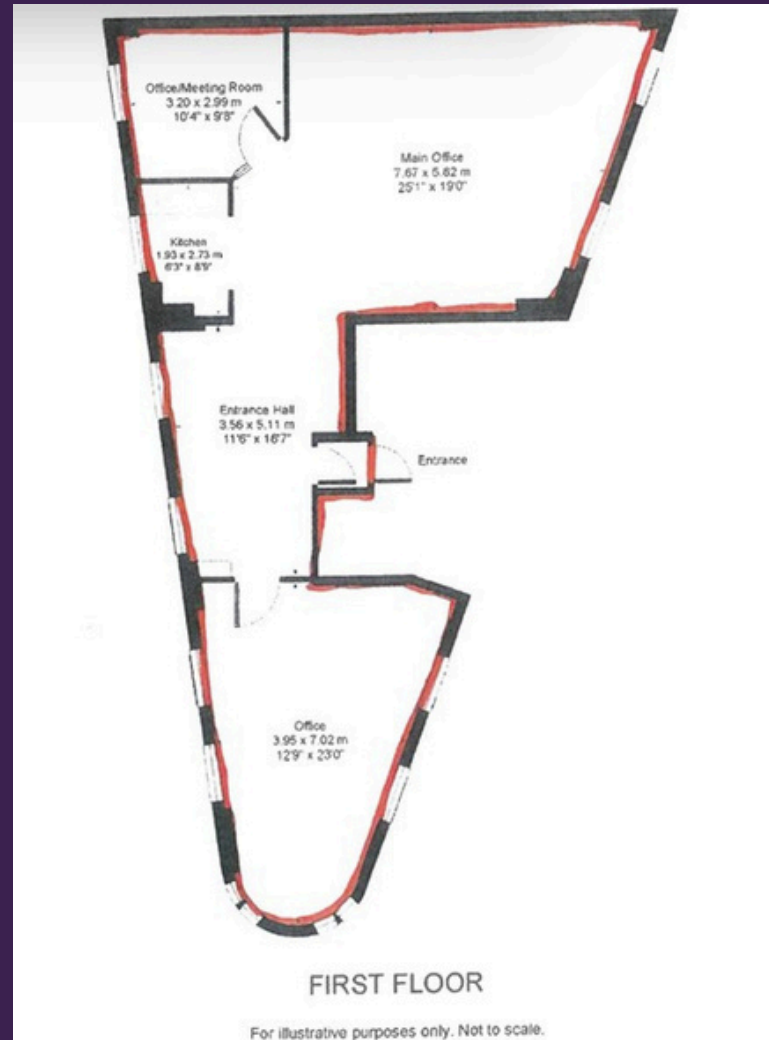 Office/Meeting Room
3.20 x 2.99 m
10'4" x 9'8"
Main Office
7.67 x 5.82 m
25'1" x 19'0"
Kitchen
1.93 x 2.73 m
6'3" x 8'9"
Entrance Hall
3.56 x 5.11 m
11'6" x 16'7"
Entrance
Office
3.95 x 7.02 m
12'9" x 23'0"
FIRST FLOOR
For illustrative purposes only. Not to scale.